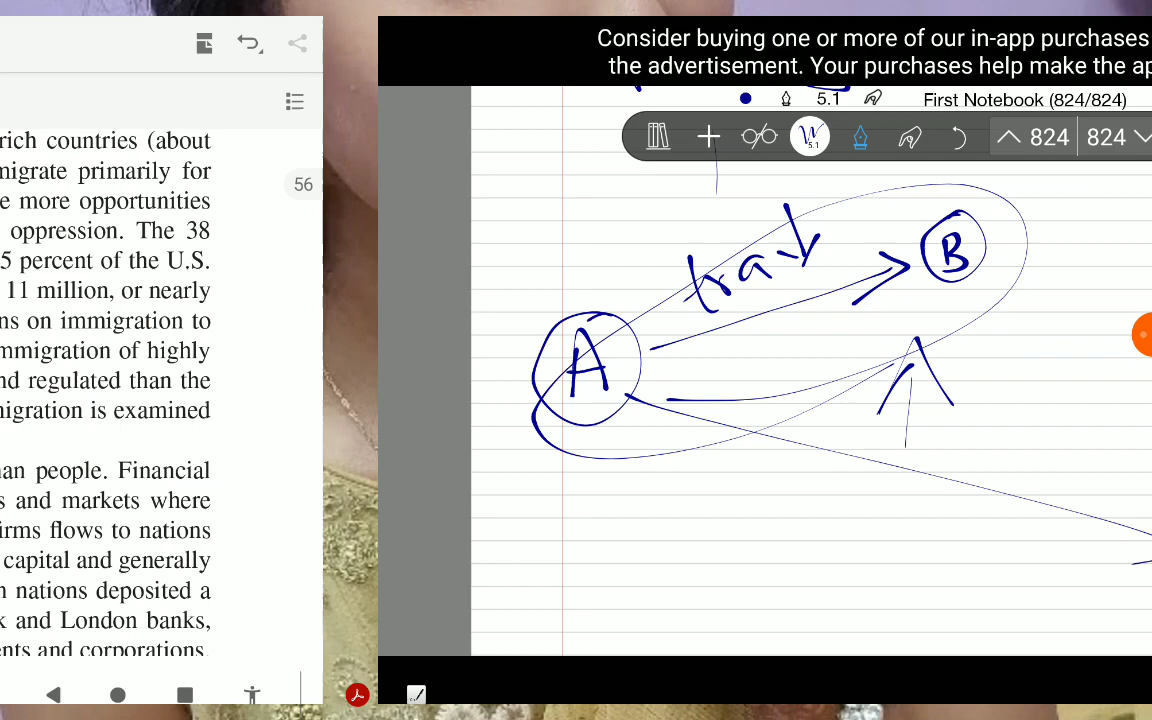 rich countries (about
migrate primarily for
e more opportunities
oppression. The 38
5 percent of the U.S.
11 million, or nearly
ns on immigration to
mmigration of highly
nd regulated than the
nigration is examined
nan people. Financial
s and markets where
irms flows to nations
capital and generally
n nations deposited a
k and London banks,
ents and corporations.
56
Consider buying one or more of our in-app purchases
the advertisement. Your purchases help make the ap
5.1
First Notebook (824/824)
W
5.1
824
824
B
A